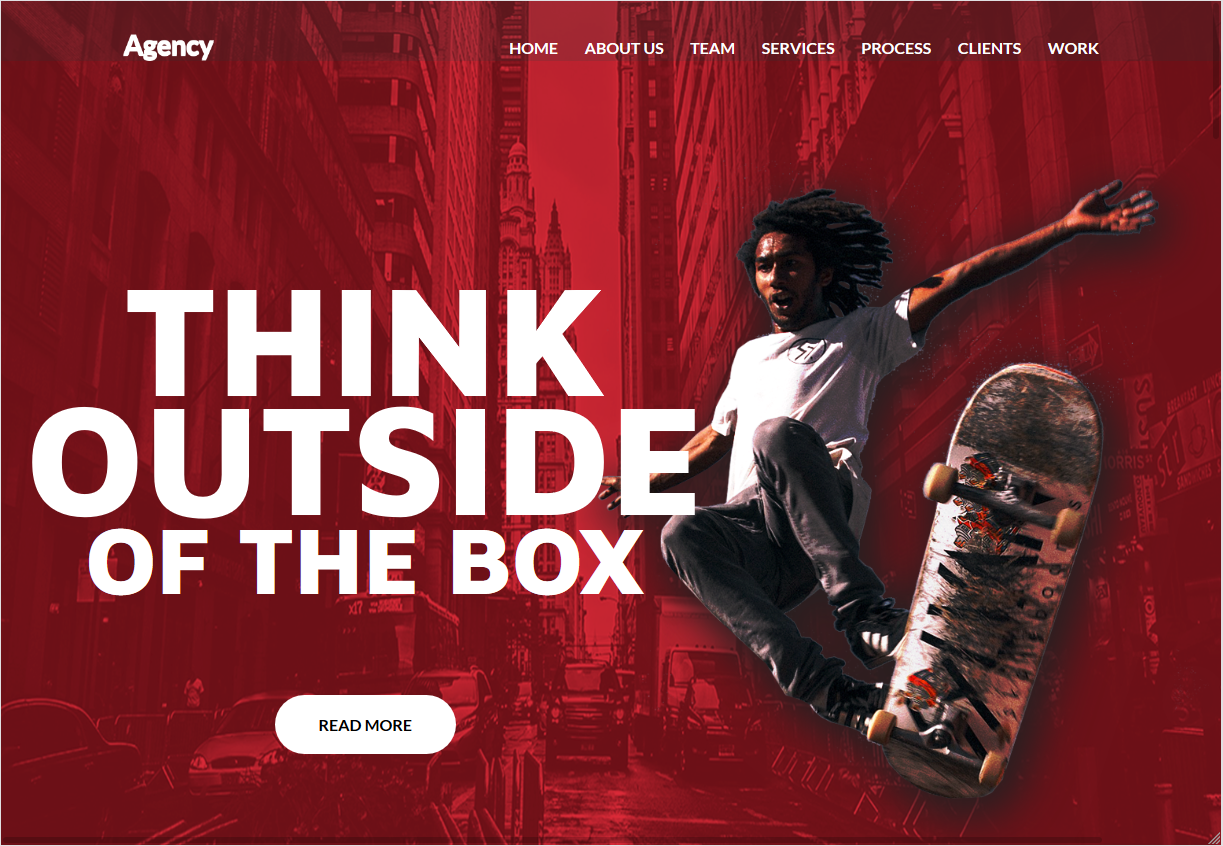 Agency
HOME ABOUT US TEAM SERVICES PROCESS CLIENTS WORK
THINK
OUTSIDE
OF THE BOX
READ MORE